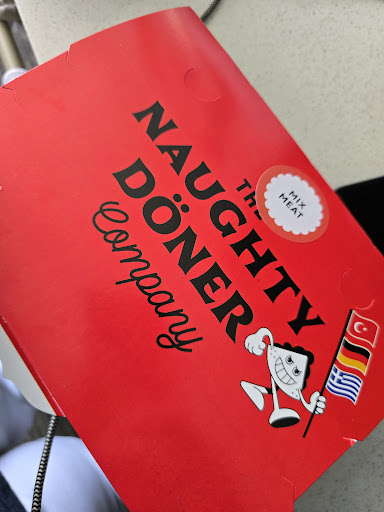 THE
NAUGHTY
DÖNER
Company
MIX
MEAT